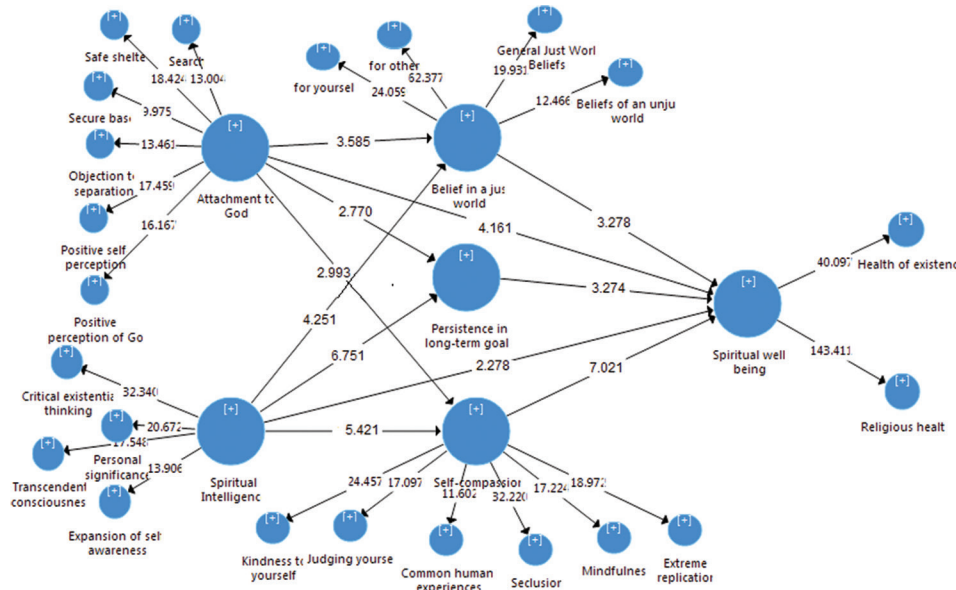 [+]
[+]
Safe shelte
Search
18.424
13.004
[+]
9.975
Secure bas
[+]
13.461
Objection to
separation
[+]
17.459
Positive self
perception
[+]
16.167
Positive
perception of Go
[+]
Attachment to
God
[+]
for yoursel
24.059
[+]
for other
62.377
[+]
General Just Worl
Beliefs
19.931
[+]
12.466
Beliefs of an unju
world
[+]
Belief in a jus
world
3.585
2.770
4.161
2.993
3.278
[+]
Persistence in
long-term goal
3.274
4.251
6.751
2.278
7.021
5.421
[+]
Spiritual well
being
40.097
[+]
Health of existenc
143.411
[+]
Religious healt
[+]
Critical existentia
thinking
32.340
[+]
20.672
Personal
significance
17.548
[+]
Transcendent
consciousnes
13.906
[+]
Expansion of self
awareness
[+]
Spiritual
Intelligenc
[+]
Self-compassion
24.457
17.097
11.602
32.220
17.224
18.972
[+]
Kindness to
yourself
[+]
Judging yourse
[+]
Common human
experiences
[+]
Seclusion
[+]
Mindfulnes
[+]
Extreme
replication